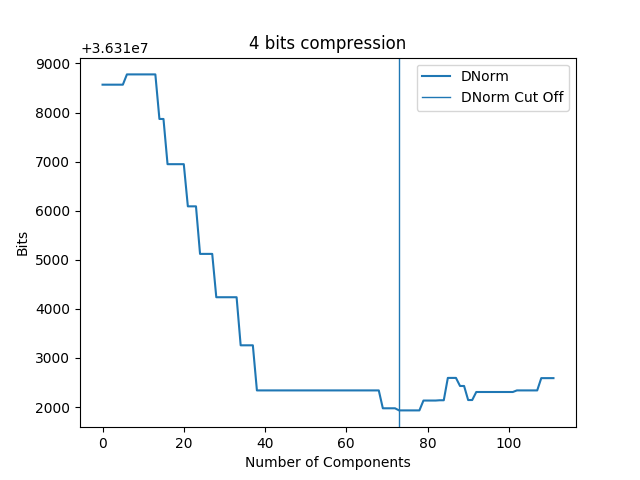 4 bits compression
+3.631e7
DNorm
DNorm Cut Off
9000
8000
7000
6000
5000
4000
3000
2000
Bits
0 20 40 60 80 100
Number of Components